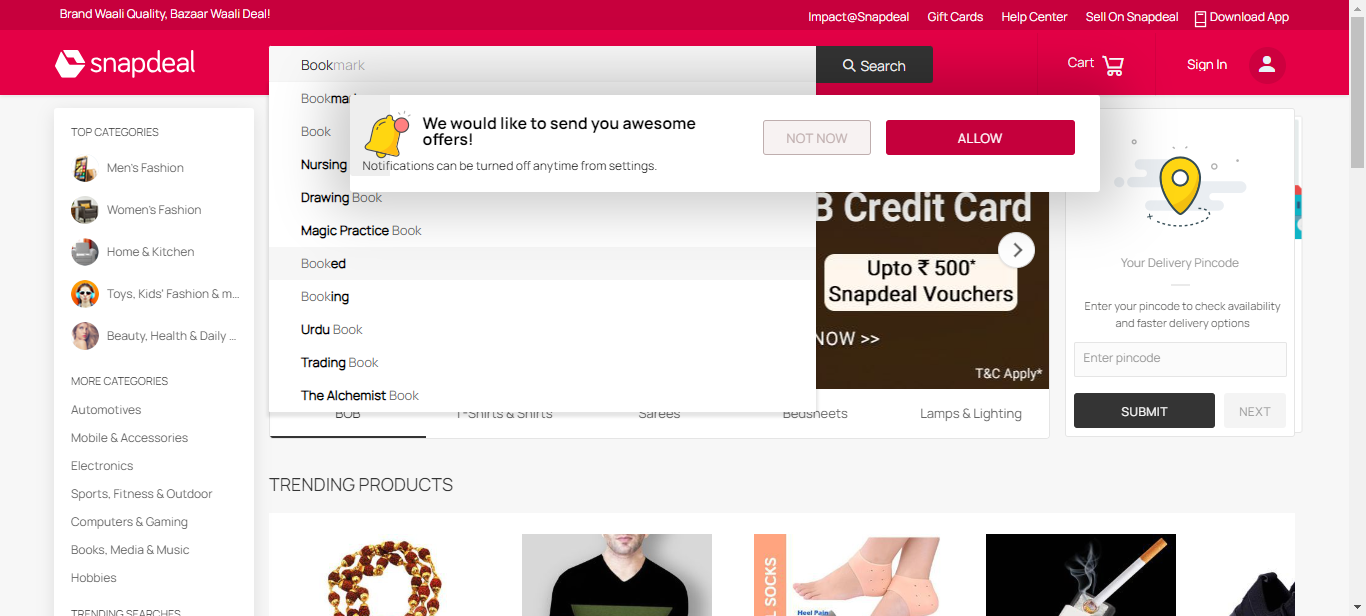 Brand Waali Quality, Bazaar Waali Deal!
Impact@Snapdeal Gift Cards Help Center Sell On Snapdeal Download App
snapdeal
Bookmark
Search
Cart
Sign In
Bookmark
Book
Nursing
Drawing Book
Magic Practice Book
Booked
Booking
Urdu Book
Trading Book
The Alchemist Book
We would like to send you awesome
offers!
Notifications can be turned off anytime from settings.
NOT NOW
ALLOW
TOP CATEGORIES
Men's Fashion
Women's Fashion
Home & Kitchen
Toys, Kids' Fashion & m...
Beauty, Health & Daily ...
MORE CATEGORIES
Automotives
Mobile & Accessories
Electronics
Sports, Fitness & Outdoor
Computers & Gaming
Books, Media & Music
Hobbies
TRENDING SEARCHES
B Credit Card
Upto ₹ 500*
Snapdeal Vouchers
NOW >>
T&C Apply*
BOB T-Shirts & Shirts Sarees Bedsheets Lamps & Lighting
Your Delivery Pincode
Enter your pincode to check availability
and faster delivery options
Enter pincode
SUBMIT
NEXT
TRENDING PRODUCTS
SOCKS
Heel Pain